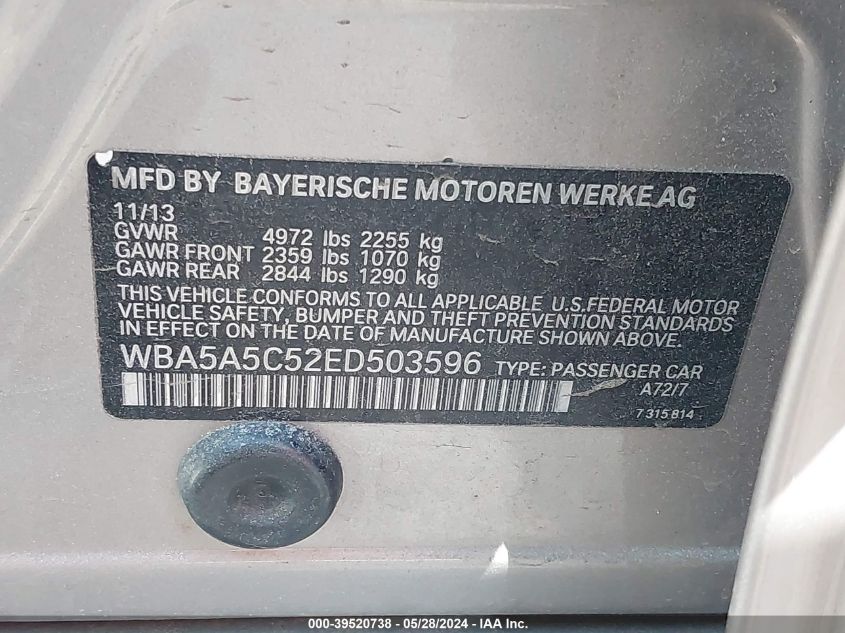 MFD BY BAYERISCHE MOTOREN WERKE AG
11/13
GVWR 4972 lbs 2255 kg
GAWR FRONT 2359 lbs 1070 kg
GAWR REAR 2844 lbs 1290 kg
THIS VEHICLE CONFORMS TO ALL APPLICABLE U.S.FEDERAL MOTOR
VEHICLE SAFETY, BUMPER AND THEFT PREVENTION STANDARDS
IN EFFECT ON THE DATE OF MANUFACTURE SHOWN ABOVE.
WBA5A5C52ED503596 TYPE: PASSENGER CAR
A72/7
7 315 814
000-39520738 - 05/28/2024 - IAA Inc.